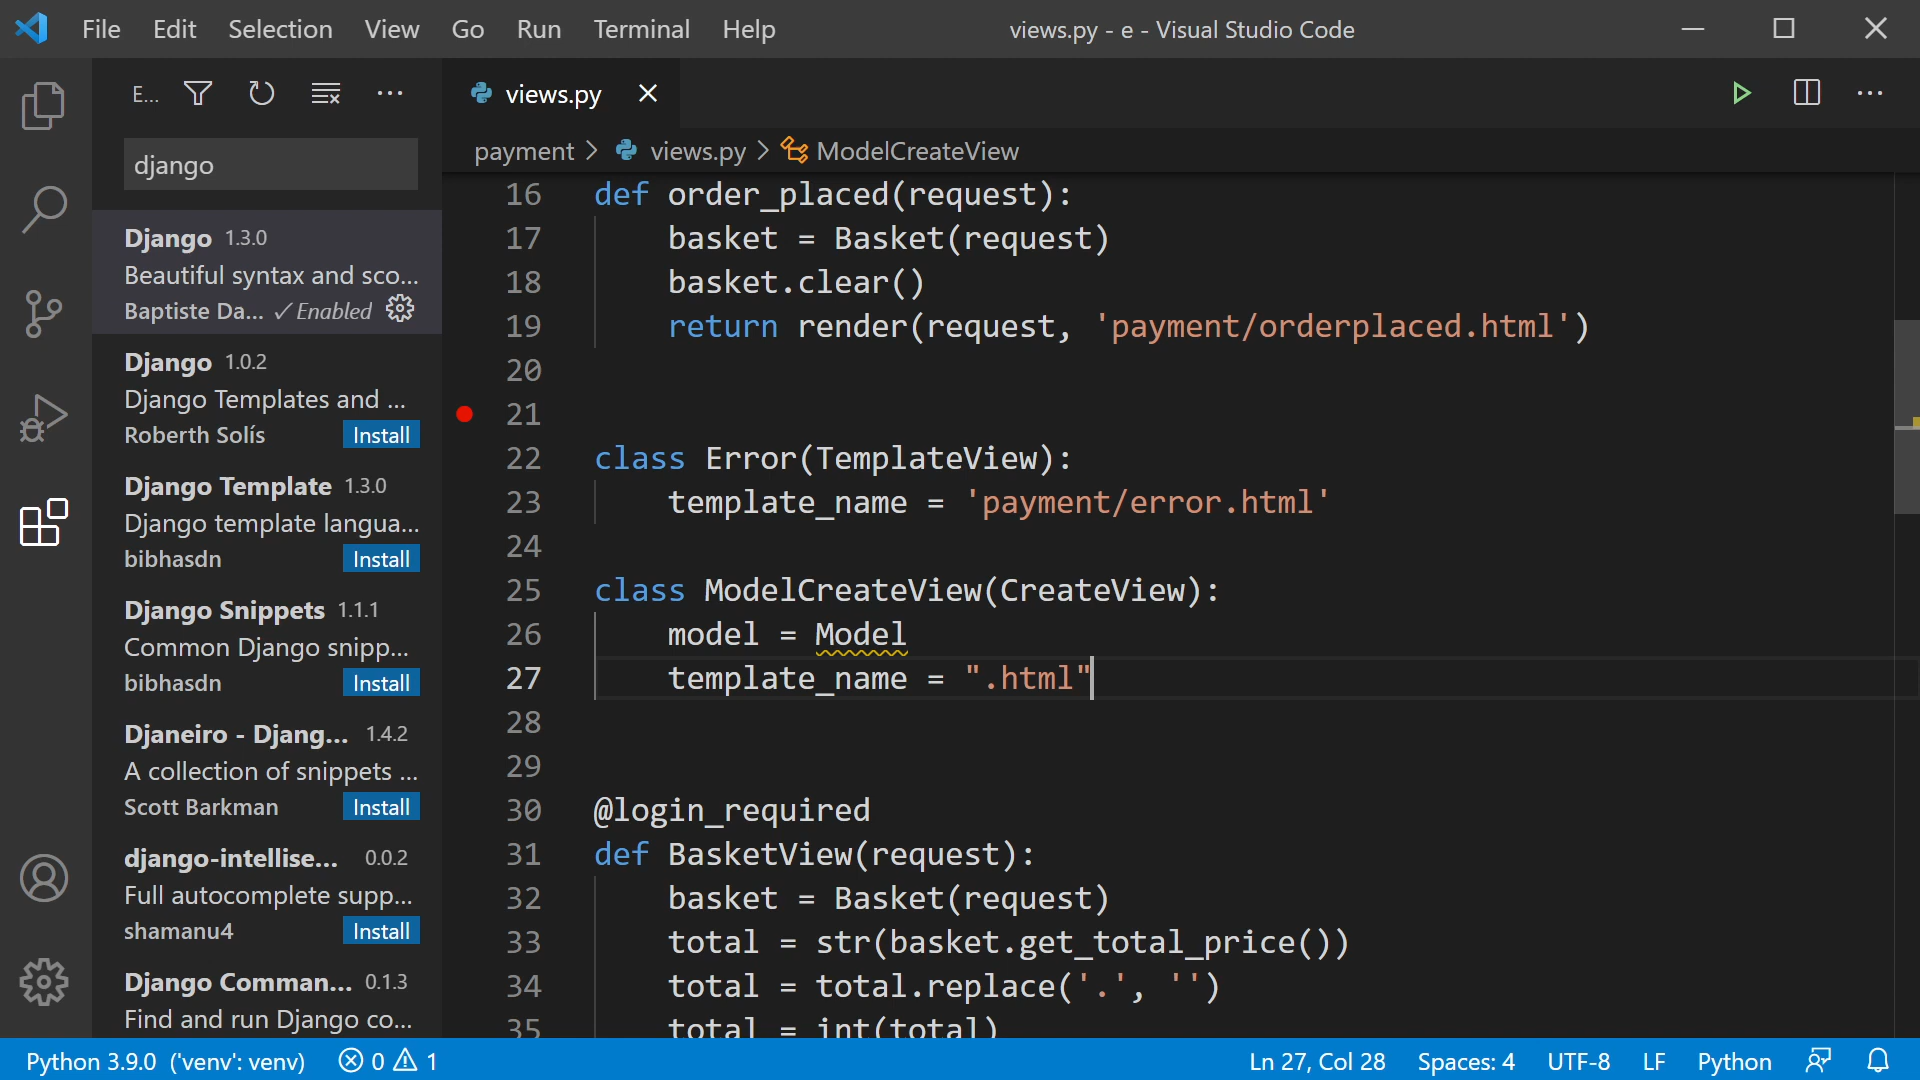 File Edit Selection View Go Run Terminal Help views.py - e - Visual Studio Code
E...
django
Django 1.3.0
Beautiful syntax and sco...
Baptiste Da... ✓ Enabled
Django 1.0.2
Django Templates and ...
Roberth Solís Install
Django Template 1.3.0
Django template langua...
bibhasdn Install
Django Snippets 1.1.1
Common Django snipp...
bibhasdn Install
Djaneiro - Djang... 1.4.2
A collection of snippets ...
Scott Barkman Install
django-intellise... 0.0.2
Full autocomplete supp...
shamanu4 Install
Django Comman... 0.1.3
Find and run Django co...
views.py
payment > views.py > ModelCreateView
16 def order_placed(request):
17     basket = Basket(request)
18     basket.clear()
19     return render(request, 'payment/orderplaced.html')
20
21
22 class Error(TemplateView):
23     template_name = 'payment/error.html'
24
25 class ModelCreateView(CreateView):
26     model = Model
27     template_name = ".html"
28
29
30 @login_required
31 def BasketView(request):
32     basket = Basket(request)
33     total = str(basket.get_total_price())
34     total = total.replace('.', '')
35     total = int(total)
Python 3.9.0 ('venv': venv) 0 1 Ln 27, Col 28 Spaces: 4 UTF-8 LF Python